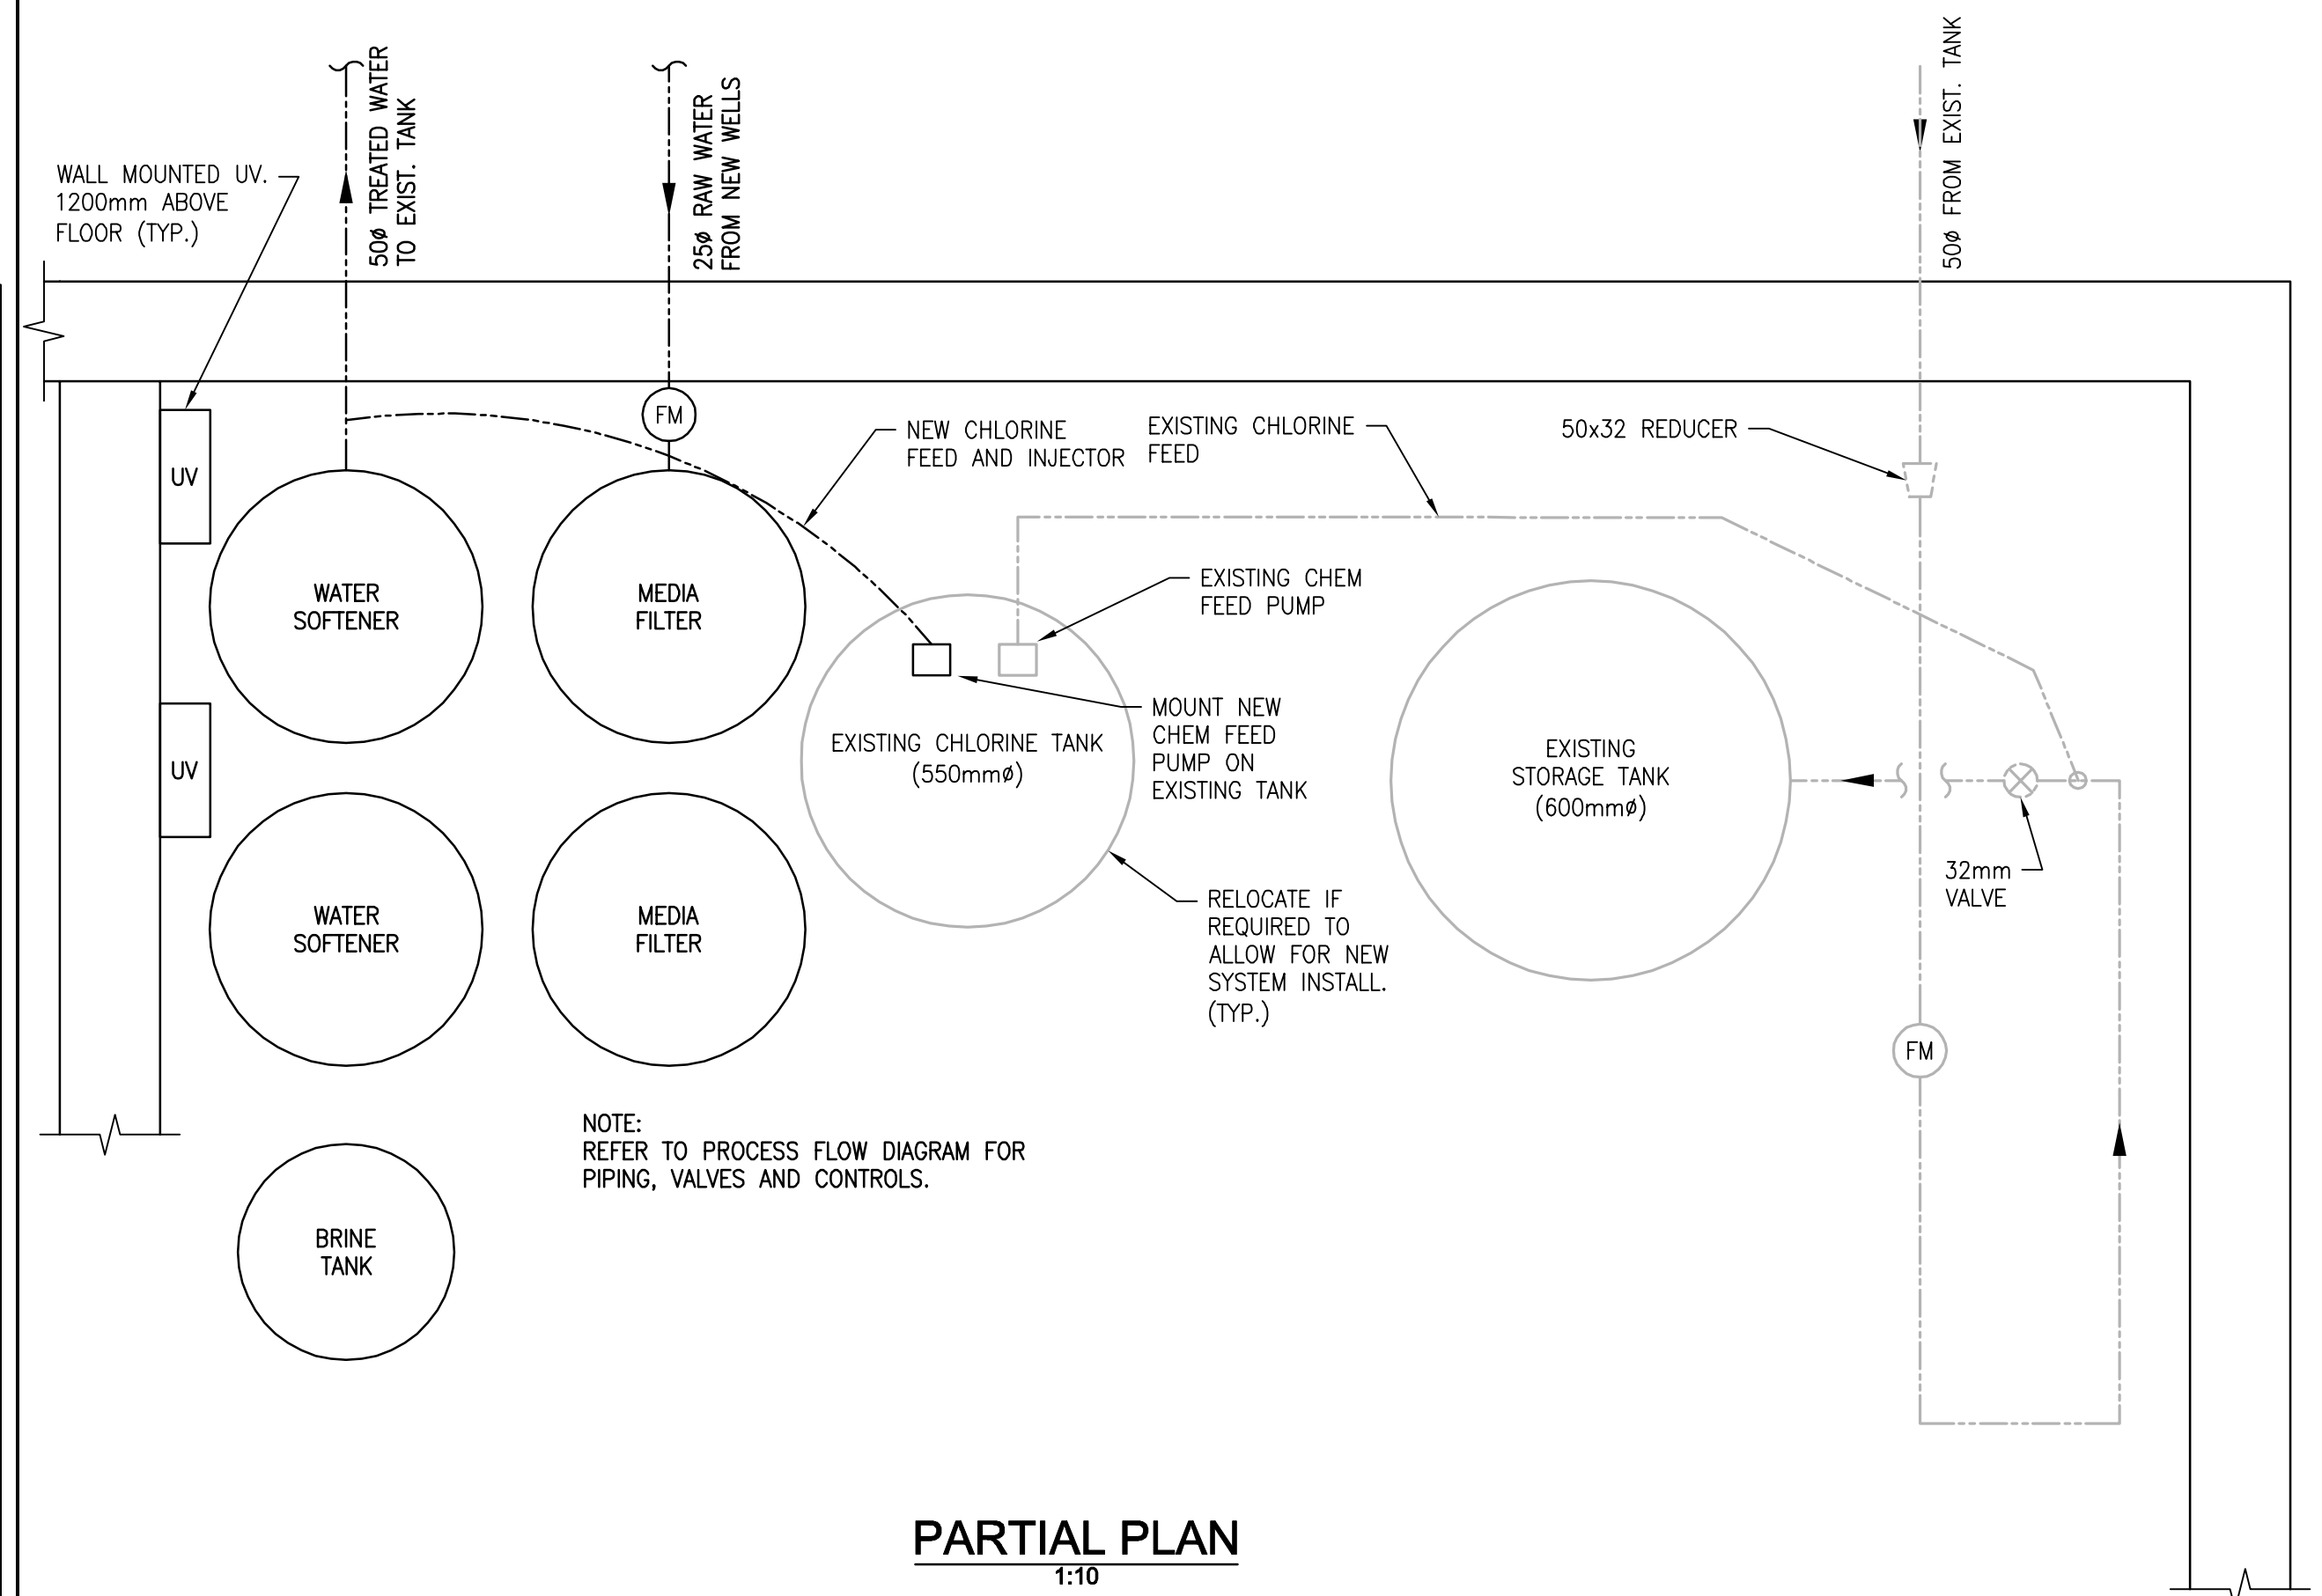 50ø TREATED WATER
TO EXIST. TANK
25ø RAW WATER
FROM NEW WELLS
50ø FROM EXIST. TANK
WALL MOUNTED UV.
1200mm ABOVE
FLOOR (TYP.)
FM
NEW CHLORINE
FEED AND INJECTOR
EXISTING CHLORINE
FEED
50x32 REDUCER
UV
WATER
SOFTENER
MEDIA
FILTER
EXISTING CHEM
FEED PUMP
MOUNT NEW
CHEM FEED
PUMP ON
EXISTING TANK
EXISTING CHLORINE TANK
(550mmø)
EXISTING
STORAGE TANK
(600mmø)
UV
32mm
VALVE
WATER
SOFTENER
MEDIA
FILTER
RELOCATE IF
REQUIRED TO
ALLOW FOR NEW
SYSTEM INSTALL.
(TYP.)
FM
NOTE:
REFER TO PROCESS FLOW DIAGRAM FOR
PIPING, VALVES AND CONTROLS.
BRINE
TANK
PARTIAL PLAN
1:10